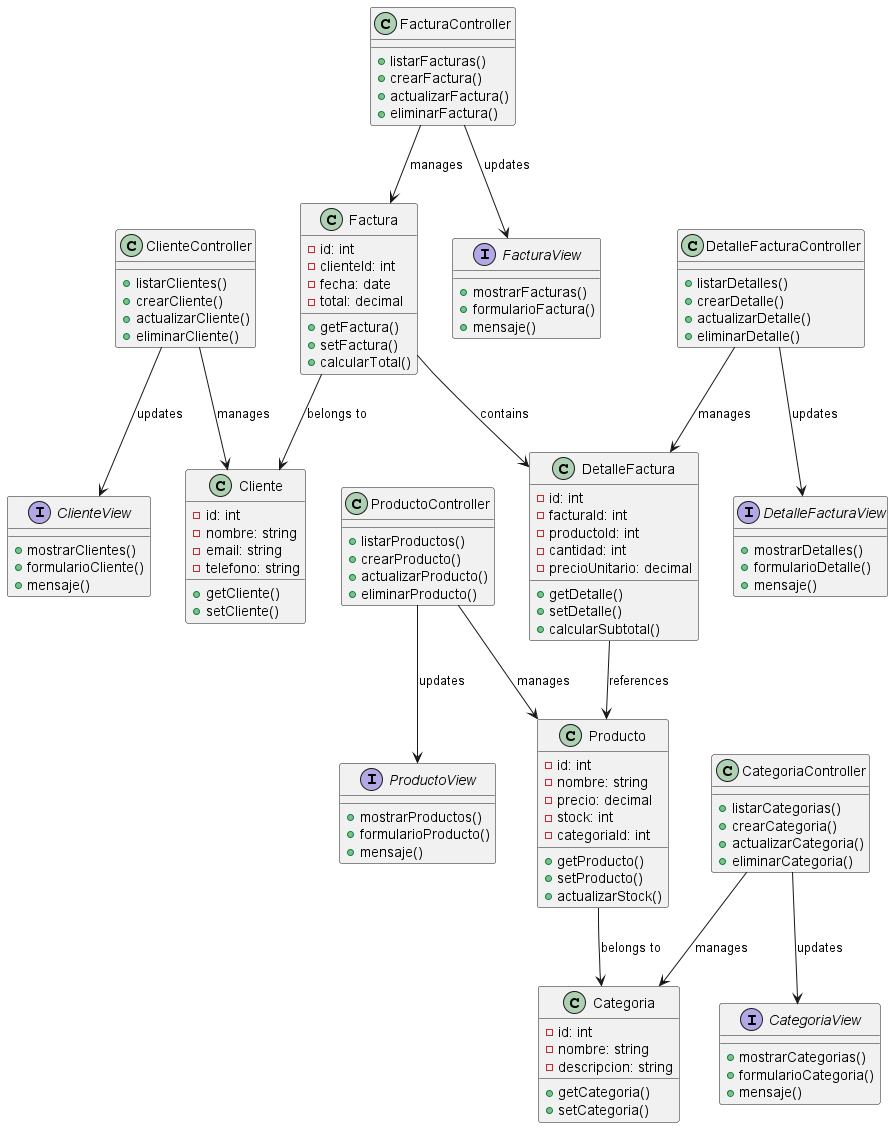 C FacturaController
listarFacturas()
crearFactura()
actualizarFactura()
eliminarFactura()
manages
updates
C Factura
id: int
clienteId: int
fecha: date
total: decimal
getFactura()
setFactura()
calcularTotal()
I FacturaView
mostrarFacturas()
formularioFactura()
mensaje()
C ClienteController
listarClientes()
crearCliente()
actualizarCliente()
eliminarCliente()
C DetalleFacturaController
listarDetalles()
crearDetalle()
actualizarDetalle()
eliminarDetalle()
updates
manages
belongs to
contains
manages
updates
I ClienteView
mostrarClientes()
formularioCliente()
mensaje()
C Cliente
id: int
nombre: string
email: string
telefono: string
getCliente()
setCliente()
C ProductoController
listarProductos()
crearProducto()
actualizarProducto()
eliminarProducto()
C DetalleFactura
id: int
facturaId: int
productoId: int
cantidad: int
precioUnitario: decimal
getDetalle()
setDetalle()
calcularSubtotal()
I DetalleFacturaView
mostrarDetalles()
formularioDetalle()
mensaje()
updates
manages
references
I ProductoView
mostrarProductos()
formularioProducto()
mensaje()
C Producto
id: int
nombre: string
precio: decimal
stock: int
categoriaId: int
getProducto()
setProducto()
actualizarStock()
C CategoriaController
listarCategorias()
crearCategoria()
actualizarCategoria()
eliminarCategoria()
belongs to
manages
updates
C Categoria
id: int
nombre: string
descripcion: string
getCategoria()
setCategoria()
I CategoriaView
mostrarCategorias()
formularioCategoria()
mensaje()